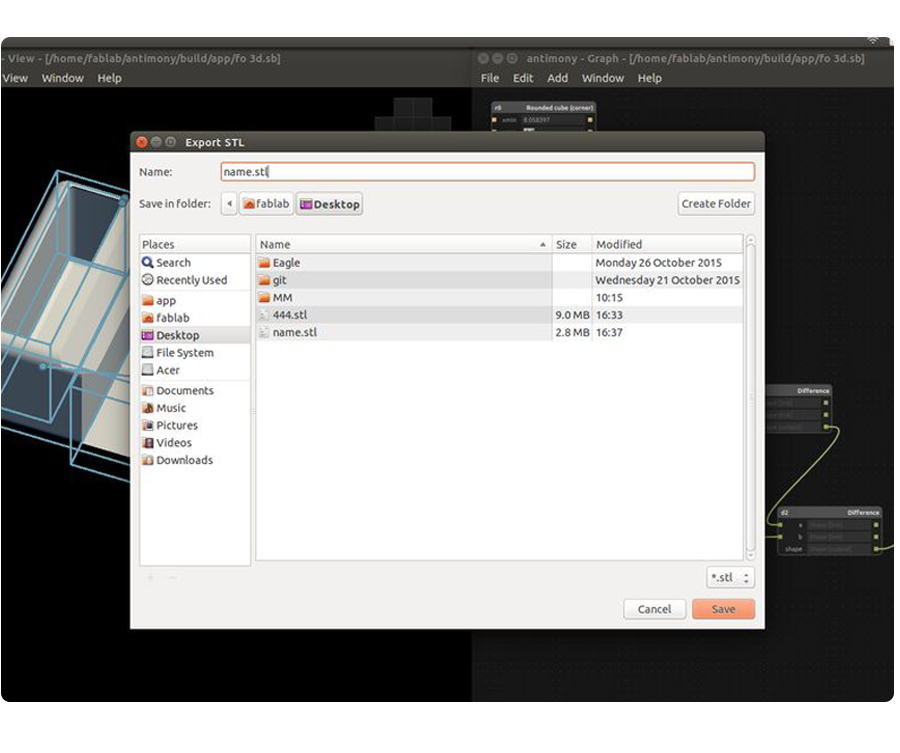 - View - [/home/fablab/antimony/build/app/fo 3d.sb]
antimony - Graph - [/home/fablab/antimony/build/app/fo 3d.sb]
View Window Help
File Edit Add Window Help
r0 Rounded cube (corner)
xmin 8.058397
Export STL
Name: name.stl
Save in folder: fablab Desktop Create Folder
Places
Search
Recently Used
app
fablab
Desktop
File System
Acer
Documents
Music
Pictures
Videos
Downloads
Name Size Modified
Eagle Monday 26 October 2015
git Wednesday 21 October 2015
MM 10:15
444.stl 9.0 MB 16:33
name.stl 2.8 MB 16:37
*.stl
Cancel Save
Difference
d2 Difference
a
b
shape